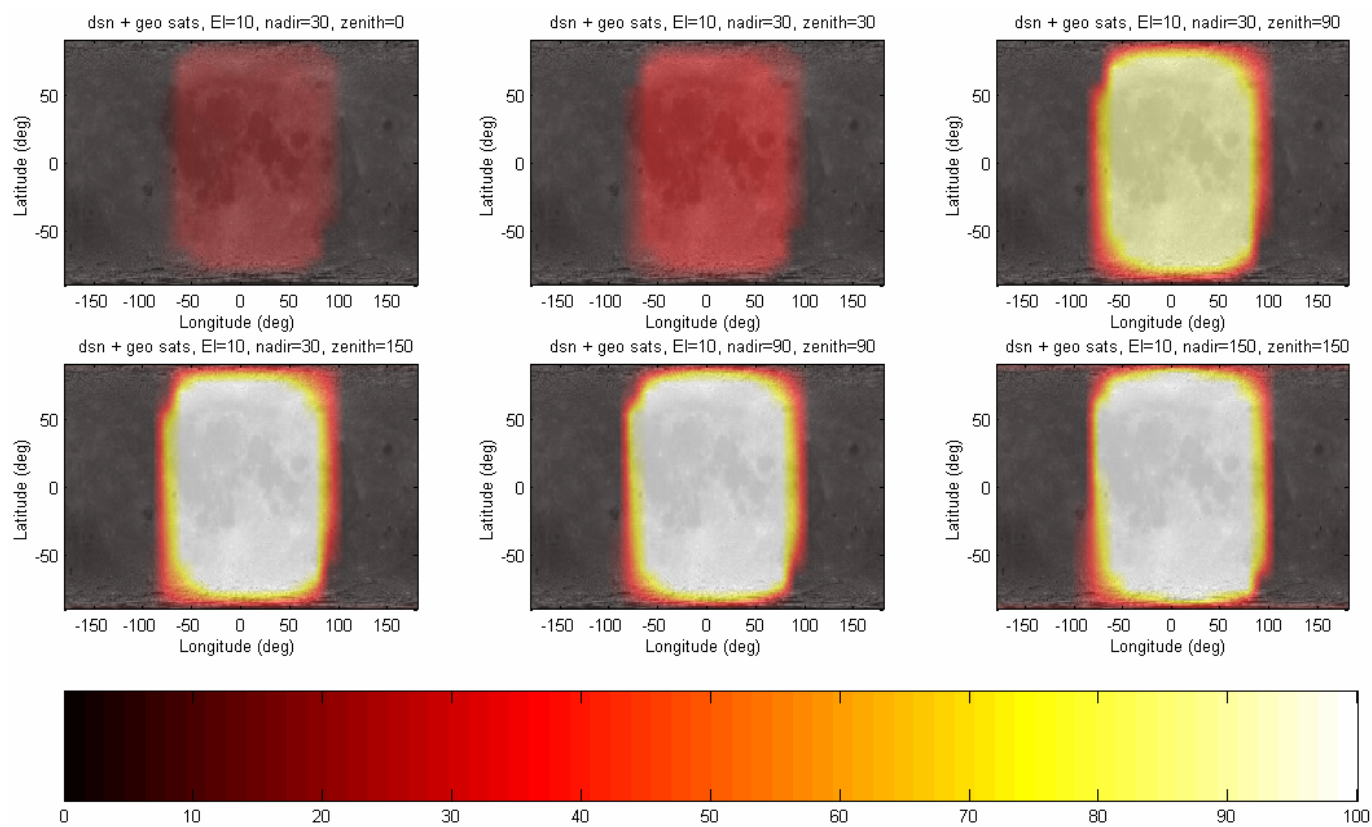 dsn + geo sats, El=10, nadir=30, zenith=0
dsn + geo sats, El=10, nadir=30, zenith=30
dsn + geo sats, El=10, nadir=30, zenith=90
Latitude (deg)
50
0
-50
-150 -100 -50 0 50 100 150
Longitude (deg)
Latitude (deg)
50
0
-50
-150 -100 -50 0 50 100 150
Longitude (deg)
Latitude (deg)
50
0
-50
-150 -100 -50 0 50 100 150
Longitude (deg)
dsn + geo sats, El=10, nadir=30, zenith=150
dsn + geo sats, El=10, nadir=90, zenith=90
dsn + geo sats, El=10, nadir=150, zenith=150
Latitude (deg)
50
0
-50
-150 -100 -50 0 50 100 150
Longitude (deg)
Latitude (deg)
50
0
-50
-150 -100 -50 0 50 100 150
Longitude (deg)
Latitude (deg)
50
0
-50
-150 -100 -50 0 50 100 150
Longitude (deg)
0 10 20 30 40 50 60 70 80 90 100